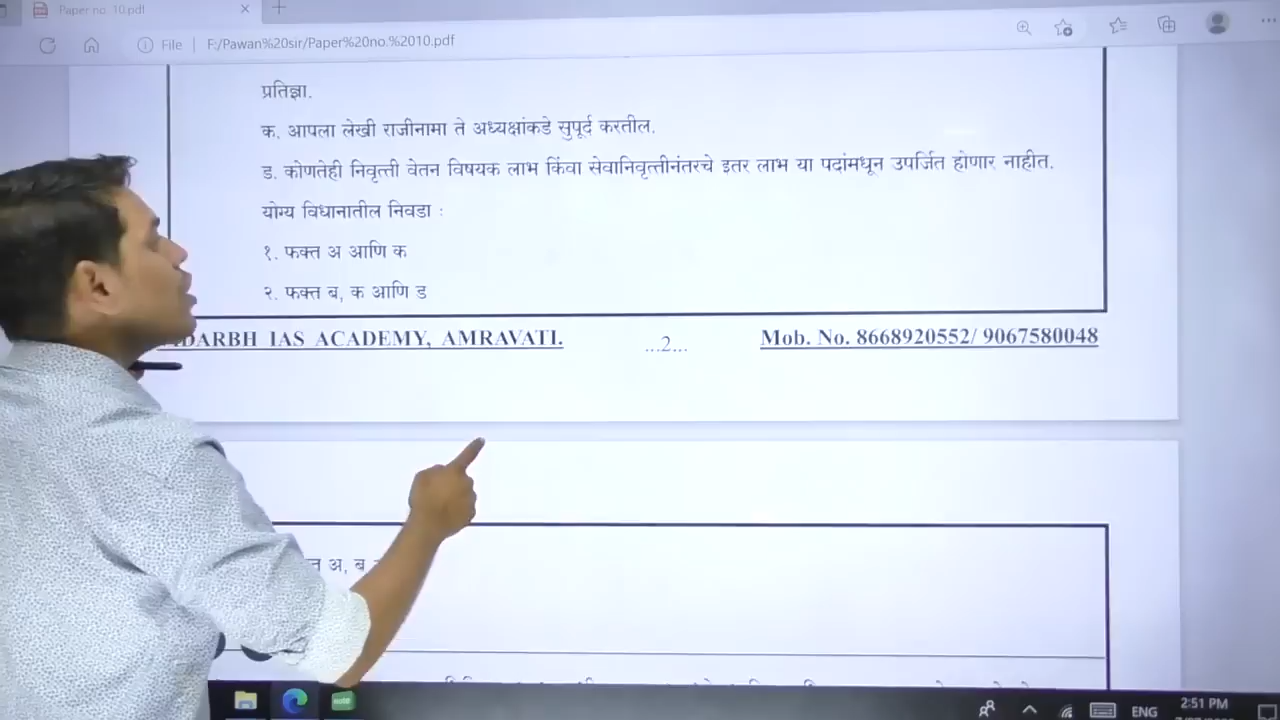 Paper no. 10.pdf
File F:/Pawan%20sir/Paper%20no.%2010.pdf
प्रतिज्ञा.
क. आपला लेखी राजीनामा ते अध्यक्षांकडे सुपूर्द करतील.
ड. कोणतेही निवृत्ती वेतन विषयक लाभ किंवा सेवानिवृत्तीनंतरचे इतर लाभ या पदांमधून उपर्जित होणार नाहीत.
योग्य विधानातील निवडा :
१. फक्त अ आणि क
२. फक्त ब, क आणि ड
DARBH IAS ACADEMY, AMRAVATI. ...2... Mob. No. 8668920552/ 9067580048
अ, ब
ENG 2:51 PM